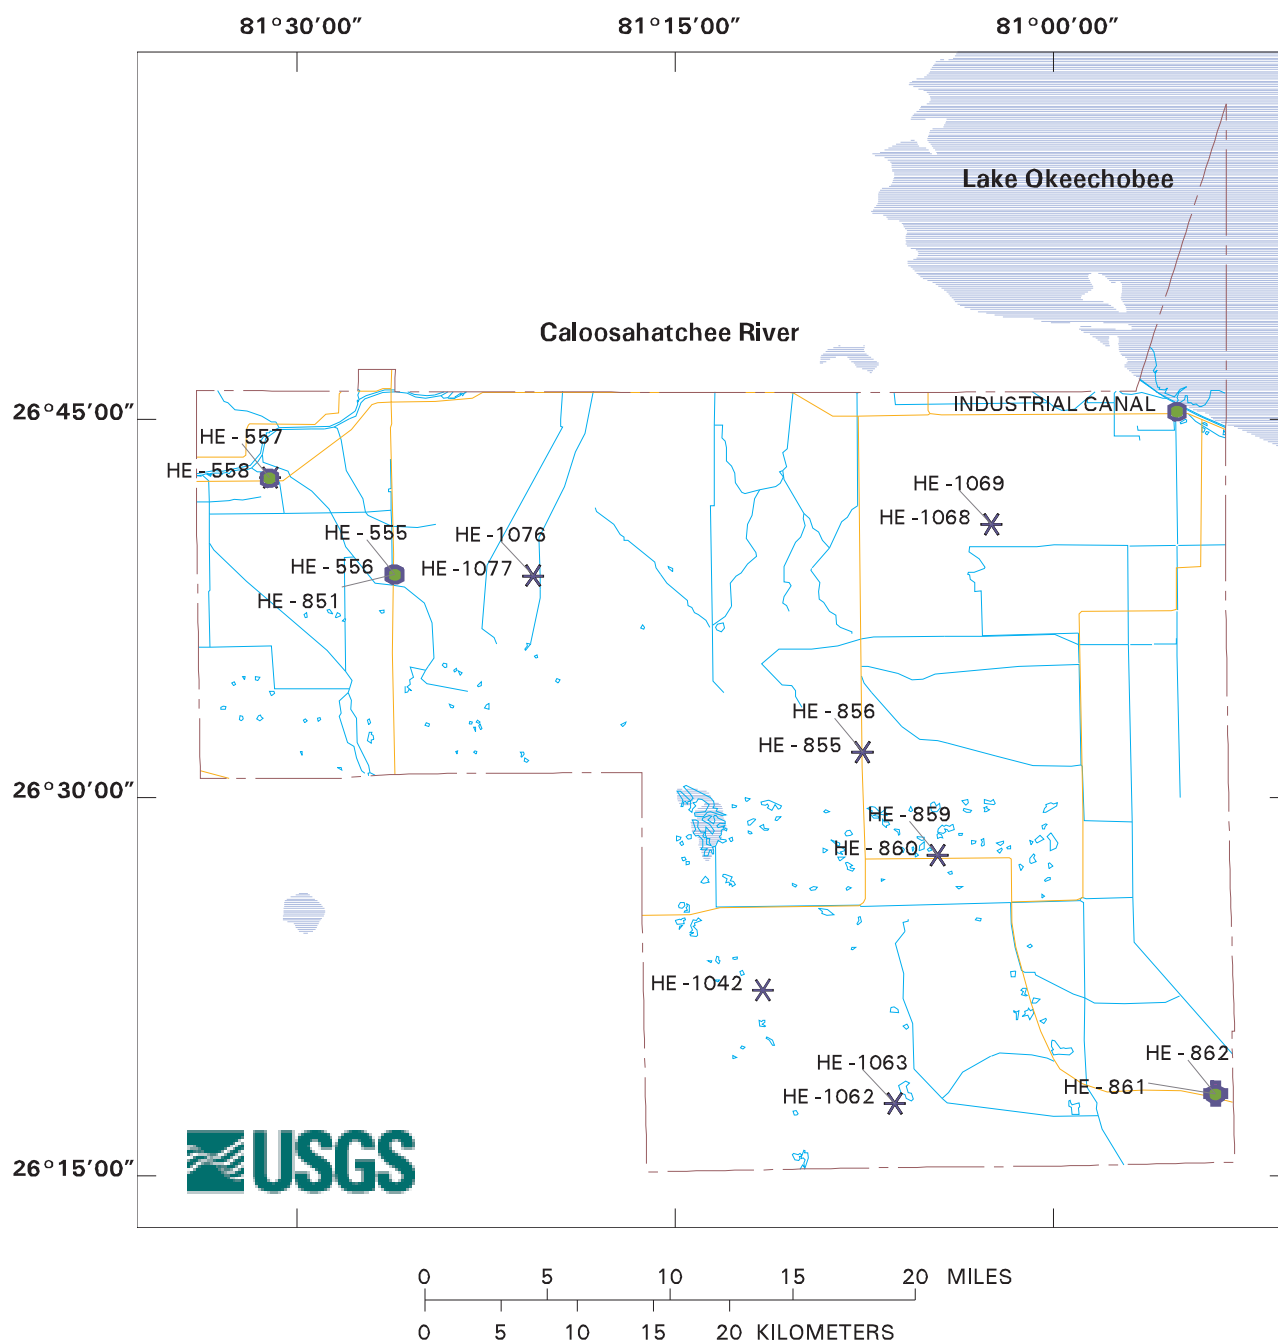 81°30′00″ 81°15′00″ 81°00′00″
Lake Okeechobee
Caloosahatchee River
26°45′00″
INDUSTRIAL CANAL
HE - 557
HE - 558
HE -1069
HE -1068
HE - 555
HE -1076
HE - 556
HE -1077
HE - 851
HE - 856
HE - 855
26°30′00″
HE - 859
HE - 860
HE -1042
HE - 862
HE -1063
HE - 861
HE -1062
USGS
26°15′00″
0 5 10 15 20 MILES
0 5 10 15 20 KILOMETERS